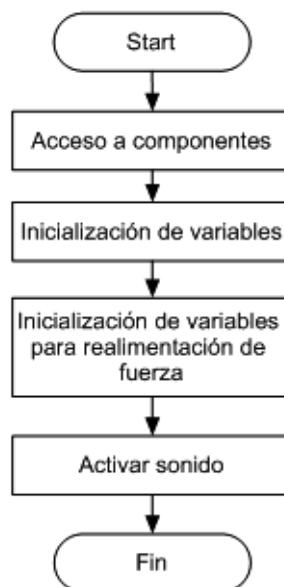 Start
Acceso a componentes
Inicialización de variables
Inicialización de variables
para realimentación de
fuerza
Activar sonido
Fin